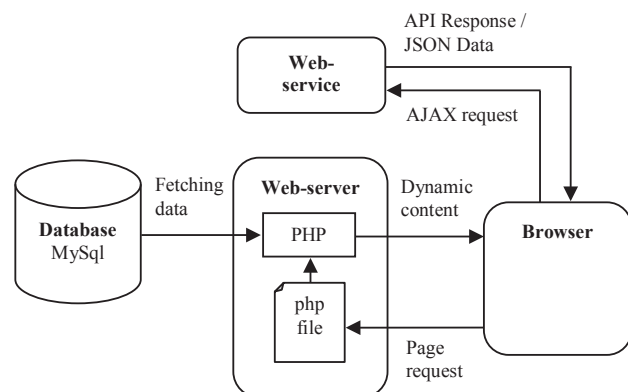 API Response /
JSON Data
Web-
service
AJAX request
Web-server
Fetching
data
Dynamic
content
Database
MySql
PHP
Browser
php
file
Page
request